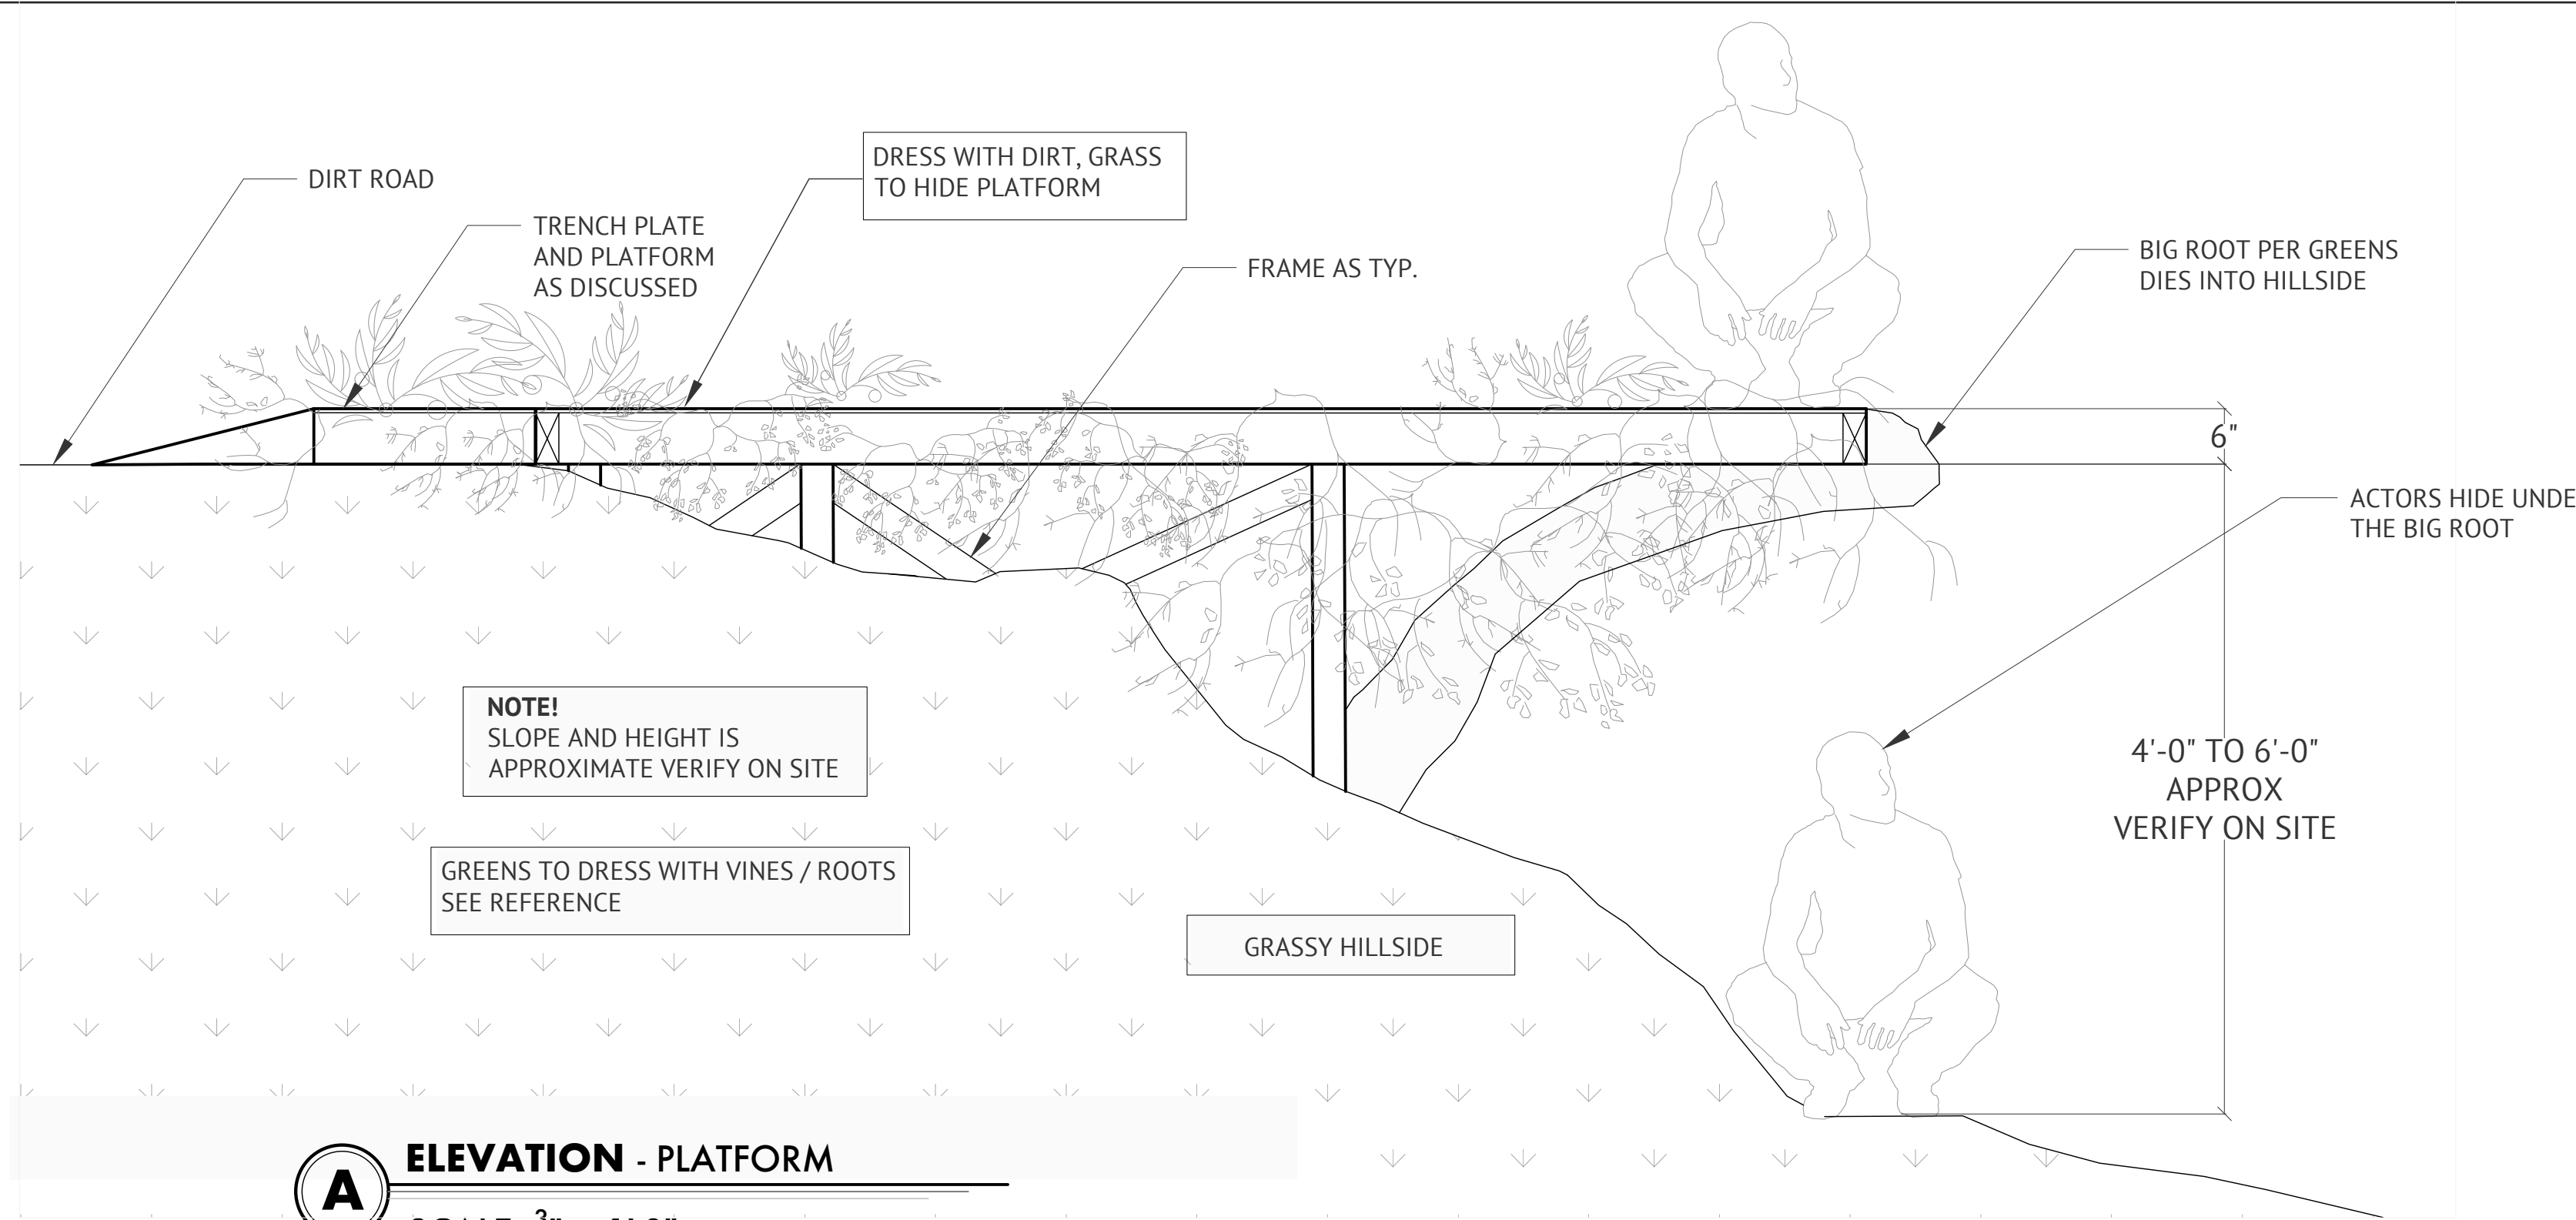 DIRT ROAD
TRENCH PLATE
AND PLATFORM
AS DISCUSSED
DRESS WITH DIRT, GRASS
TO HIDE PLATFORM
FRAME AS TYP.
BIG ROOT PER GREENS
DIES INTO HILLSIDE
6"
ACTORS HIDE UNDE
THE BIG ROOT
NOTE!
SLOPE AND HEIGHT IS
APPROXIMATE VERIFY ON SITE
4'-0" TO 6'-0"
APPROX
VERIFY ON SITE
GREENS TO DRESS WITH VINES / ROOTS
SEE REFERENCE
GRASSY HILLSIDE
A
ELEVATION - PLATFORM